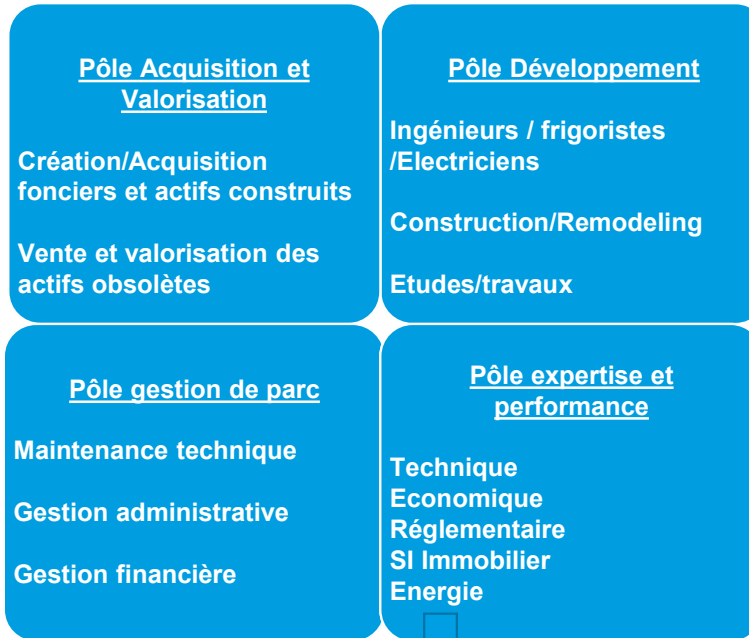 Pôle Acquisition et
Valorisation
Création/Acquisition
fonciers et actifs construits
Vente et valorisation des
actifs obsolètes
Pôle Développement
Ingénieurs / frigoristes
/Electriciens
Construction/Remodeling
Etudes/travaux
Pôle gestion de parc
Maintenance technique
Gestion administrative
Gestion financière
Pôle expertise et
performance
Technique
Economique
Réglementaire
SI Immobilier
Energie